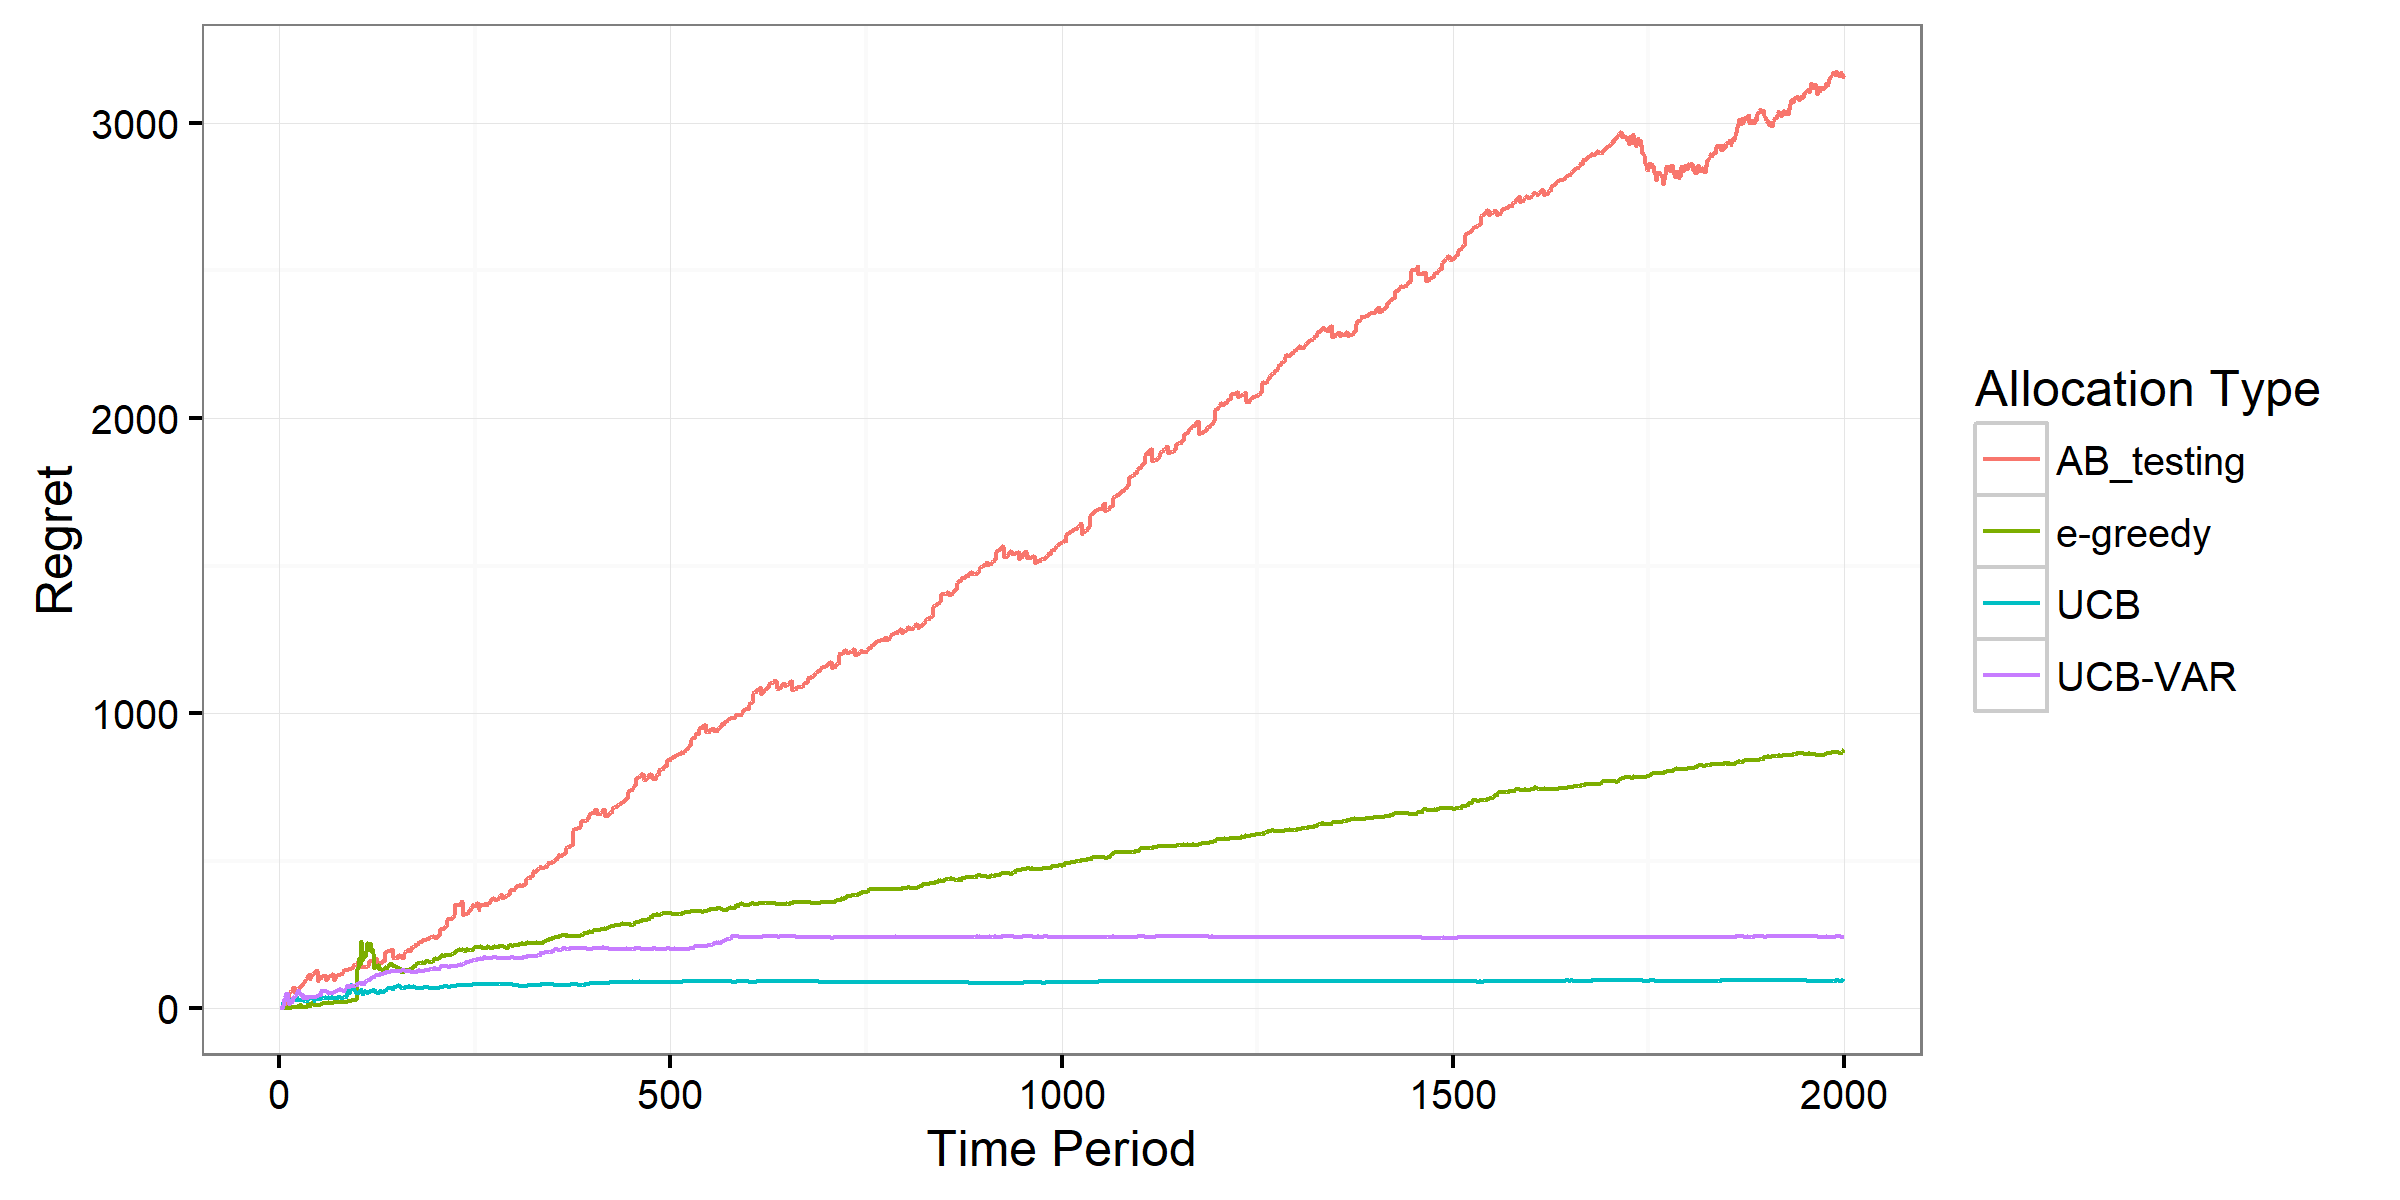 3000
2000
1000
0
Regret
0 500 1000 1500 2000
Time Period
Allocation Type
AB_testing
e-greedy
UCB
UCB-VAR